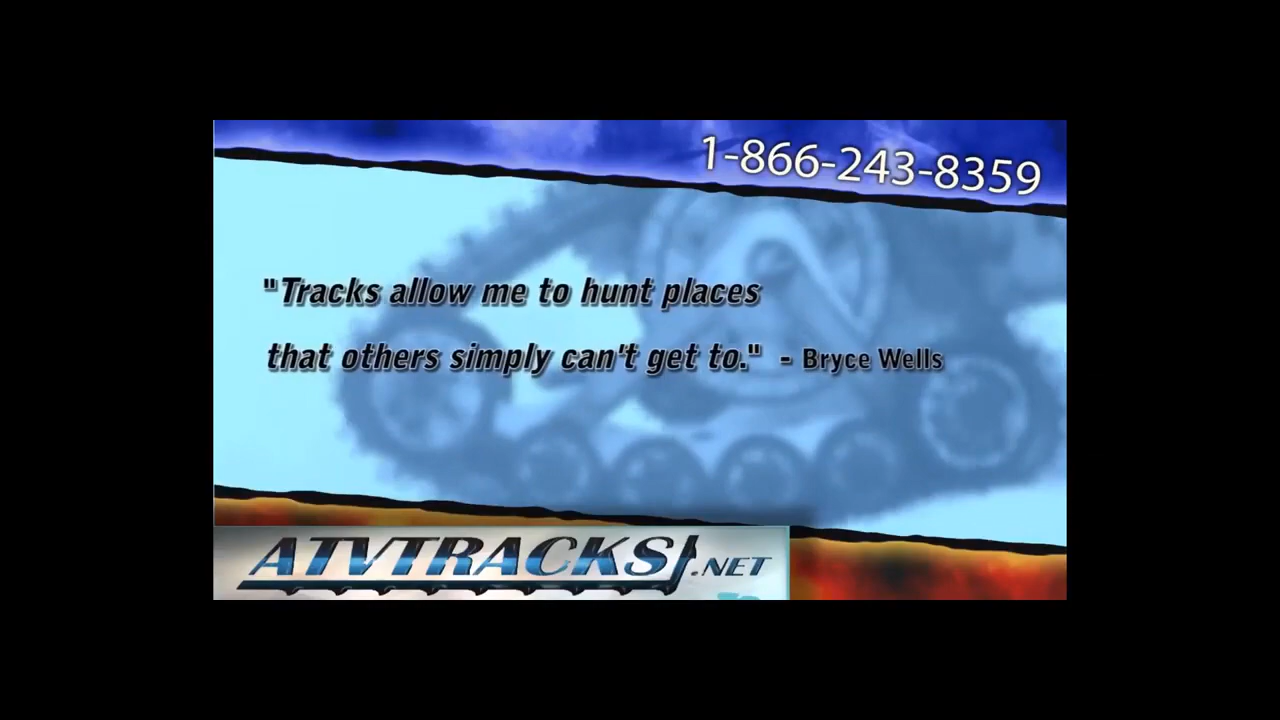 1-866-243-8359
"Tracks allow me to hunt places
that others simply can't get to." - Bryce Wells
ATVTRACKS.NET